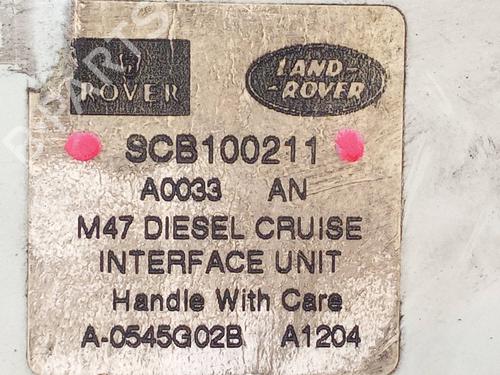 ROVER
LAND-
-ROVER
SCB100211
A0033 AN
M47 DIESEL CRUISE
INTERFACE UNIT
Handle With Care
A-0545G02B A1204